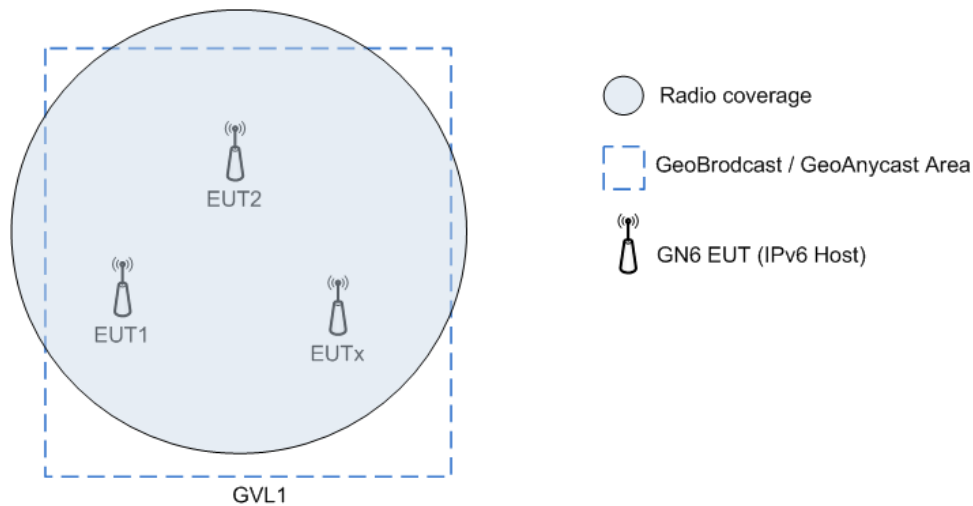 EUT2
EUT1
EUTx
GVL1
Radio coverage
GeoBrodcast / GeoAnycast Area
GN6 EUT (IPv6 Host)